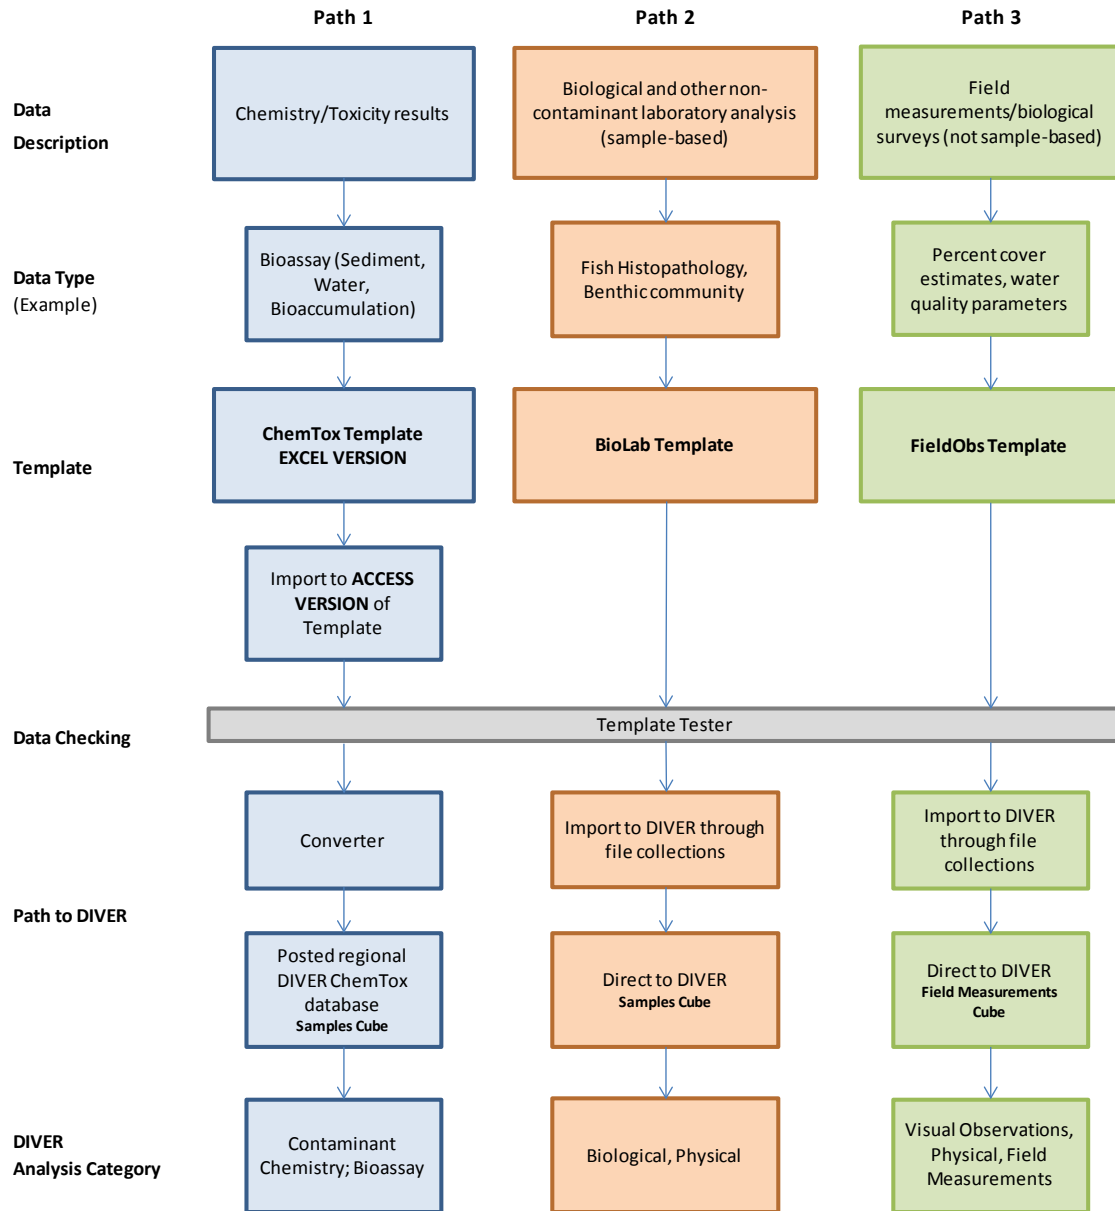 Path 1
Path 2
Path 3
Data
Description
Chemistry/Toxicity results
Biological and other non-
contaminant laboratory analysis
(sample-based)
Field
measurements/biological
surveys (not sample-based)
Data Type
(Example)
Bioassay (Sediment,
Water,
Bioaccumulation)
Fish Histopathology,
Benthic community
Percent cover
estimates, water
quality parameters
Template
ChemTox Template
EXCEL VERSION
BioLab Template
FieldObs Template
Import to ACCESS
VERSION of
Template
Data Checking
Template Tester
Converter
Import to DIVER through
file collections
Import to DIVER
through file
collections
Path to DIVER
Posted regional
DIVER ChemTox
database
Samples Cube
Direct to DIVER
Samples Cube
Direct to DIVER
Field Measurements
Cube
DIVER
Analysis Category
Contaminant
Chemistry; Bioassay
Biological, Physical
Visual Observations,
Physical, Field
Measurements